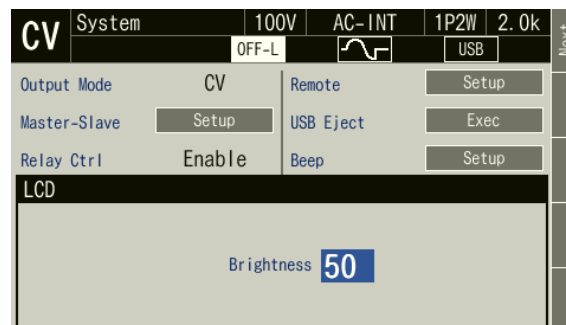 CV System 100V AC-INT 1P2W 2.0k
OFF-L USB
Next
Output Mode CV Remote Setup
Master-Slave Setup USB Eject Exec
Relay Ctrl Enable Beep Setup
LCD
Brightness 50